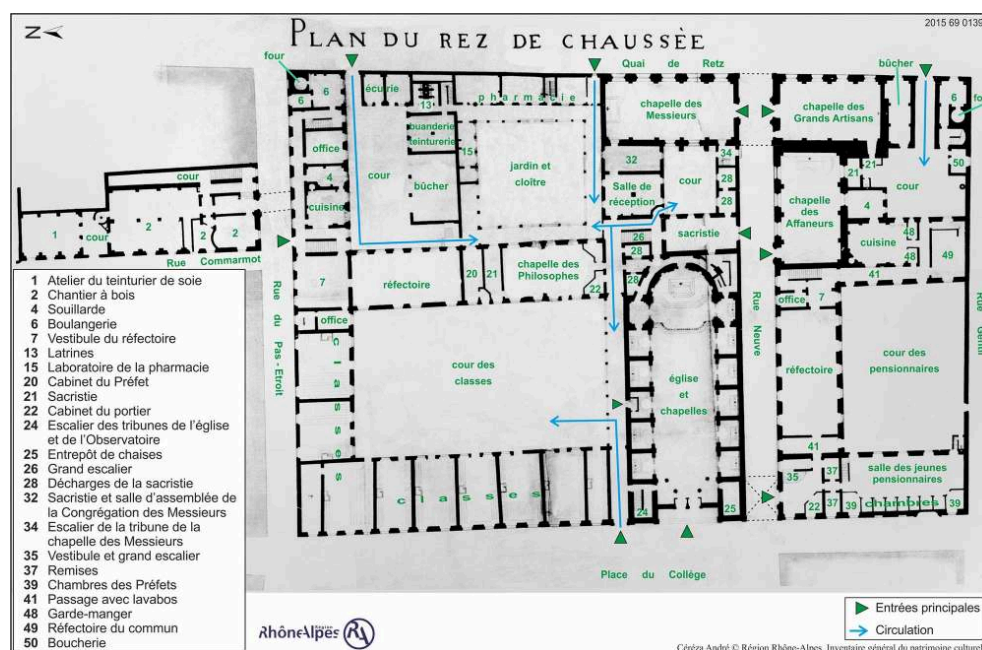 2015 69 0139
N
PLAN DU REZ DE CHAUSSÉE
Quai de Retz
four
6
6
écurie
13
pharmacie
chapelle des
Messieurs
chapelle des
Grands Artisans
bûcher
6
office
buanderie
teinturerie
15
jardin et
cloître
32
34
28
28
cour
21
21
50
cour
4
cour
bûcher
Salle de
réception
chapelle
des
Affaneurs
cour
4
cuisine
1
cour
2
2
2
Rue Commarmot
sacristie
cuisine
48
48
49
26
28
28
7
réfectoire
20
21
chapelle des
Philosophes
22
41
office
7
office
Rue du Pas - Etroit
classes
cour des
classes
église
et
chapelles
Rue Neuve
réfectoire
cour des
pensionnaires
Rue Gentil
41
35
37
salle des jeunes
pensionnaires
classes
24
25
22
37
39
chambres
39
Place du Collège
1 Atelier du teinturier de soie
2 Chantier à bois
4 Souillarde
6 Boulangerie
7 Vestibule du réfectoire
13 Latrines
15 Laboratoire de la pharmacie
20 Cabinet du Préfet
21 Sacristie
22 Cabinet du portier
24 Escalier des tribunes de l'église
et de l'Observatoire
25 Entrepôt de chaises
26 Grand escalier
28 Décharges de la sacristie
32 Sacristie et salle d'assemblée de
la Congrégation des Messieurs
34 Escalier de la tribune de la
chapelle des Messieurs
35 Vestibule et grand escalier
37 Remises
39 Chambres des Préfets
41 Passage avec lavabos
48 Garde-manger
49 Réfectoire du commun
50 Boucherie
Région
RhôneAlpes
Entrées principales
Circulation
Céréza André © Région Rhône-Alpes, Inventaire général du patrimoine culturel